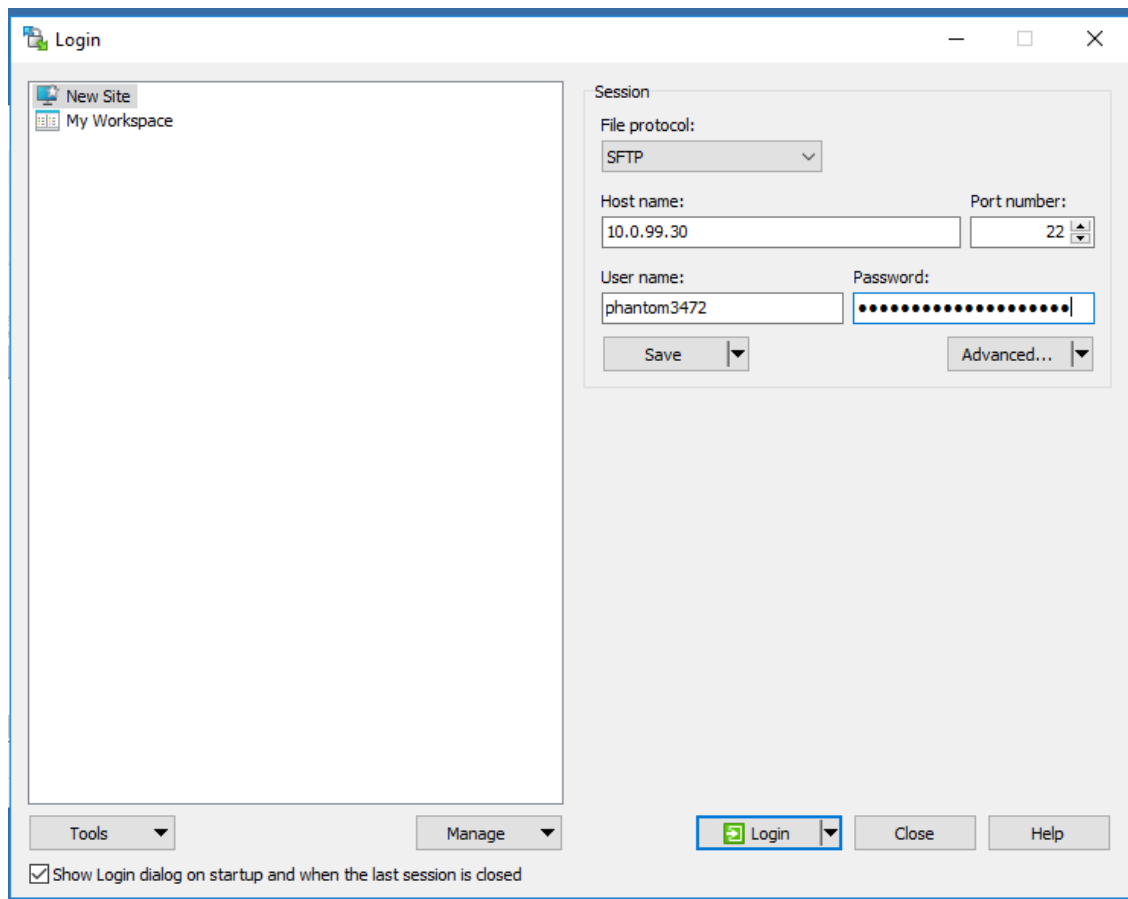 Login
New Site
My Workspace
Session
File protocol:
SFTP
Host name:
Port number:
10.0.99.30
22
User name:
Password:
phantom3472
••••••••••••••••••••
Save
Advanced...
Tools
Manage
Login
Close
Help
Show Login dialog on startup and when the last session is closed